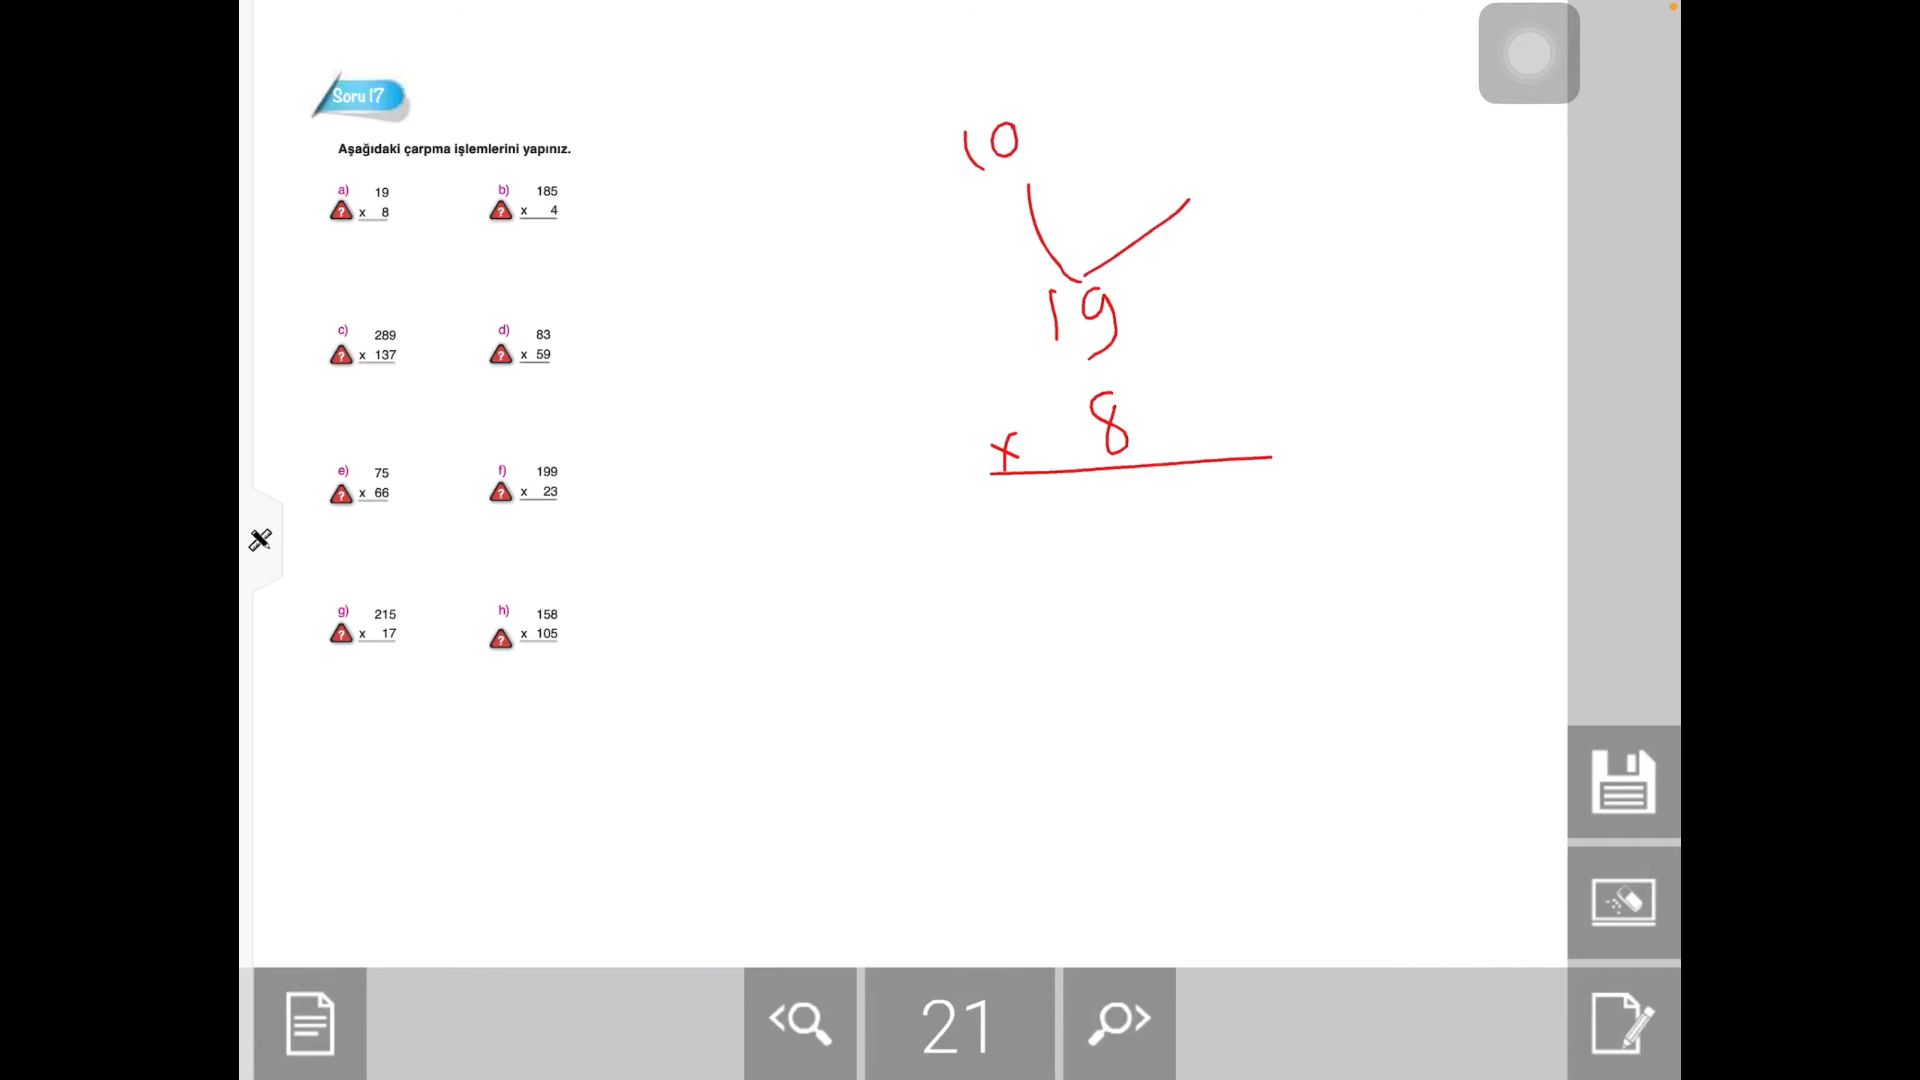 Soru 17
Aşağıdaki çarpma işlemlerini yapınız.
a) 19
? x 8
b) 185
? x 4
c) 289
? x 137
d) 83
? x 59
e) 75
? x 66
f) 199
? x 23
g) 215
? x 17
h) 158
? x 105
10
19
x 8
21